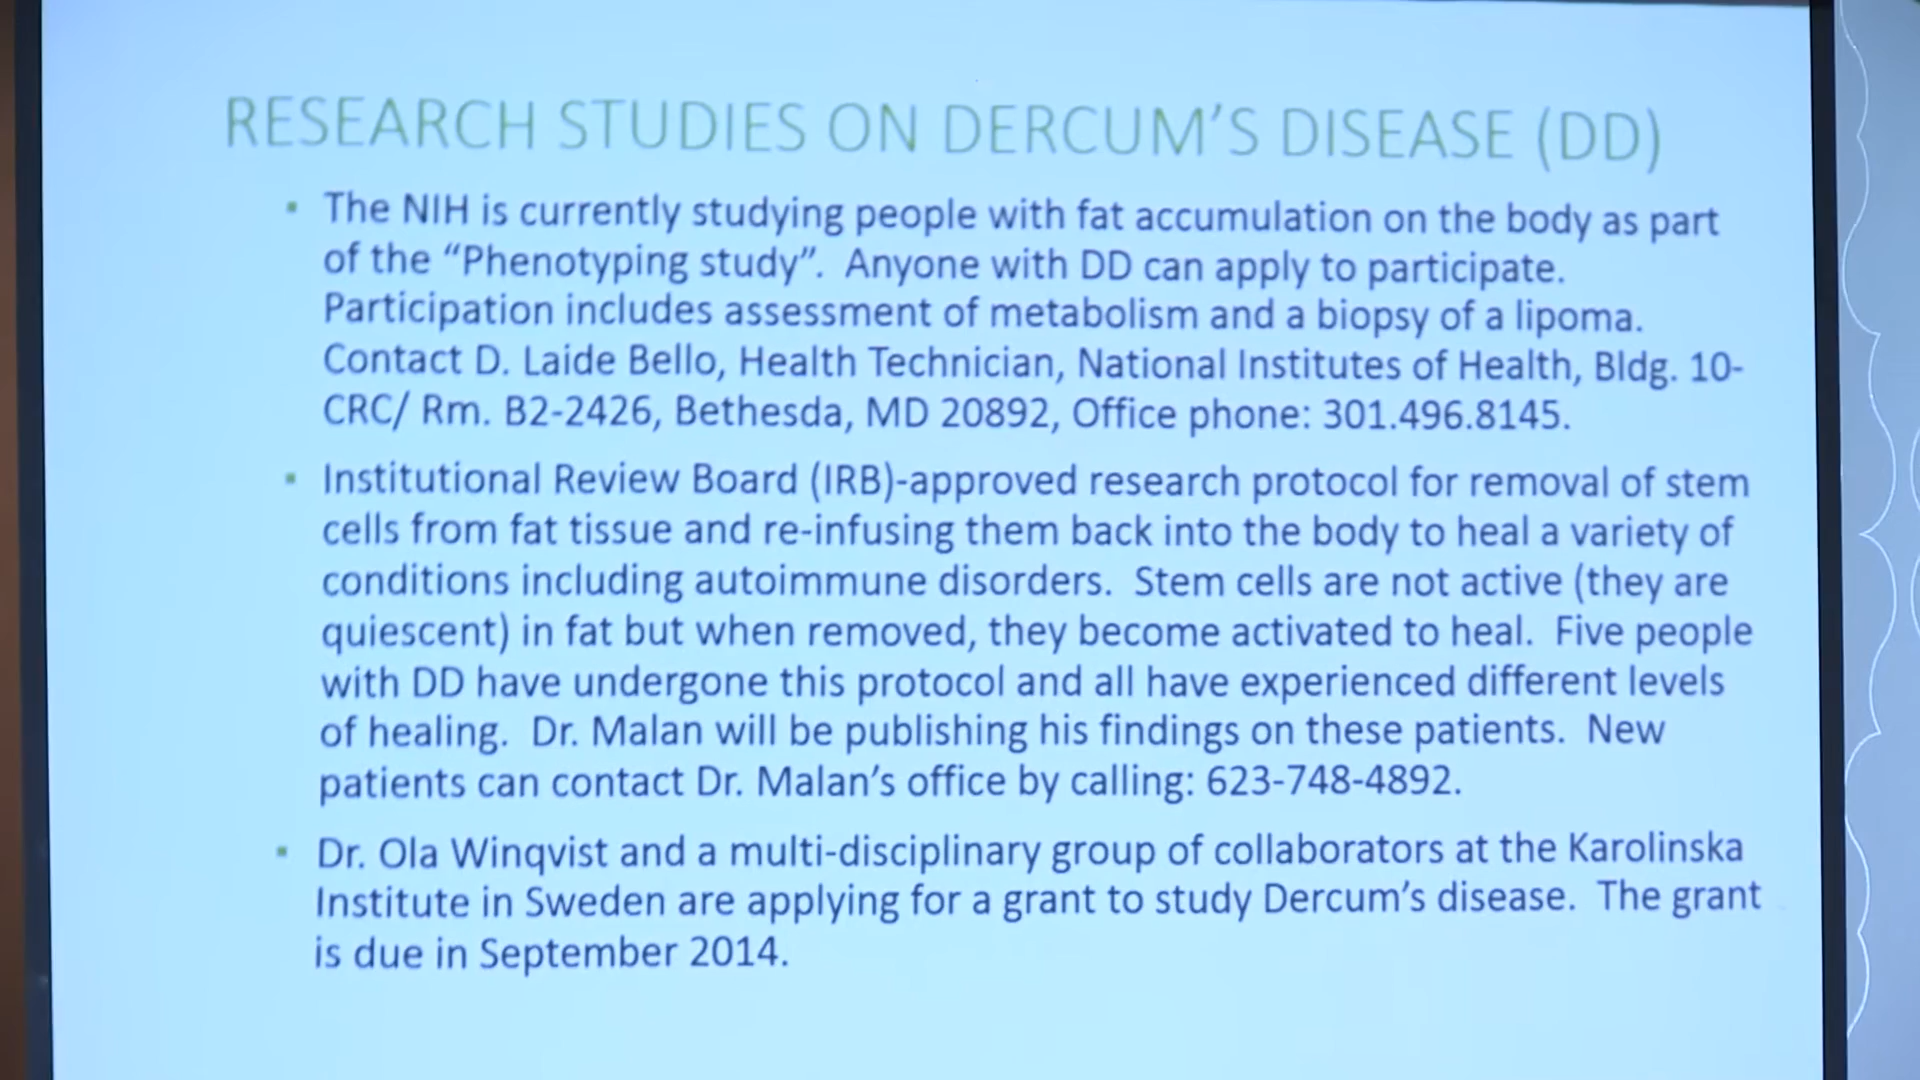 RESEARCH STUDIES ON DERCUM'S DISEASE (DD)
▪ The NIH is currently studying people with fat accumulation on the body as part
of the “Phenotyping study”.  Anyone with DD can apply to participate.
Participation includes assessment of metabolism and a biopsy of a lipoma.
Contact D. Laide Bello, Health Technician, National Institutes of Health, Bldg. 10-
CRC/ Rm. B2-2426, Bethesda, MD 20892, Office phone: 301.496.8145.
▪ Institutional Review Board (IRB)-approved research protocol for removal of stem
cells from fat tissue and re-infusing them back into the body to heal a variety of
conditions including autoimmune disorders.  Stem cells are not active (they are
quiescent) in fat but when removed, they become activated to heal.  Five people
with DD have undergone this protocol and all have experienced different levels
of healing.  Dr. Malan will be publishing his findings on these patients.  New
patients can contact Dr. Malan’s office by calling: 623-748-4892.
▪ Dr. Ola Winqvist and a multi-disciplinary group of collaborators at the Karolinska
Institute in Sweden are applying for a grant to study Dercum’s disease.  The grant
is due in September 2014.